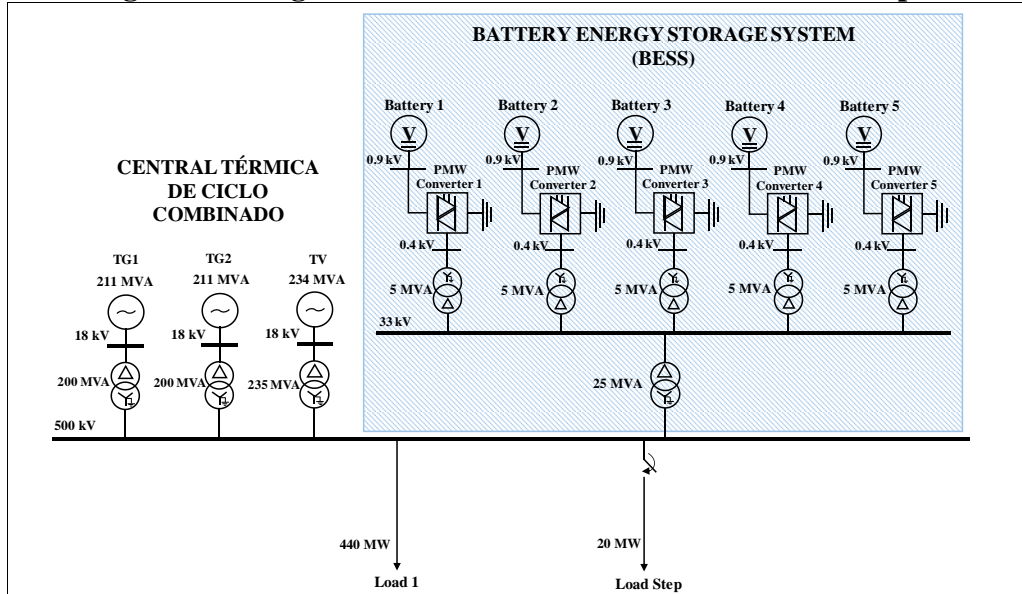 BATTERY ENERGY STORAGE SYSTEM
(BESS)
Battery 1
Battery 2
Battery 3
Battery 4
Battery 5
V
V
V
V
V
0.9 kV
0.9 kV
0.9 kV
0.9 kV
0.9 kV
PMW
Converter 1
PMW
Converter 2
PMW
Converter 3
PMW
Converter 4
PMW
Converter 5
0.4 kV
0.4 kV
0.4 kV
0.4 kV
0.4 kV
5 MVA
5 MVA
5 MVA
5 MVA
5 MVA
33 kV
25 MVA
CENTRAL TÉRMICA
DE CICLO
COMBINADO
TG1
211 MVA
TG2
211 MVA
TV
234 MVA
18 kV
18 kV
18 kV
200 MVA
200 MVA
235 MVA
500 kV
440 MW
20 MW
Load 1
Load Step